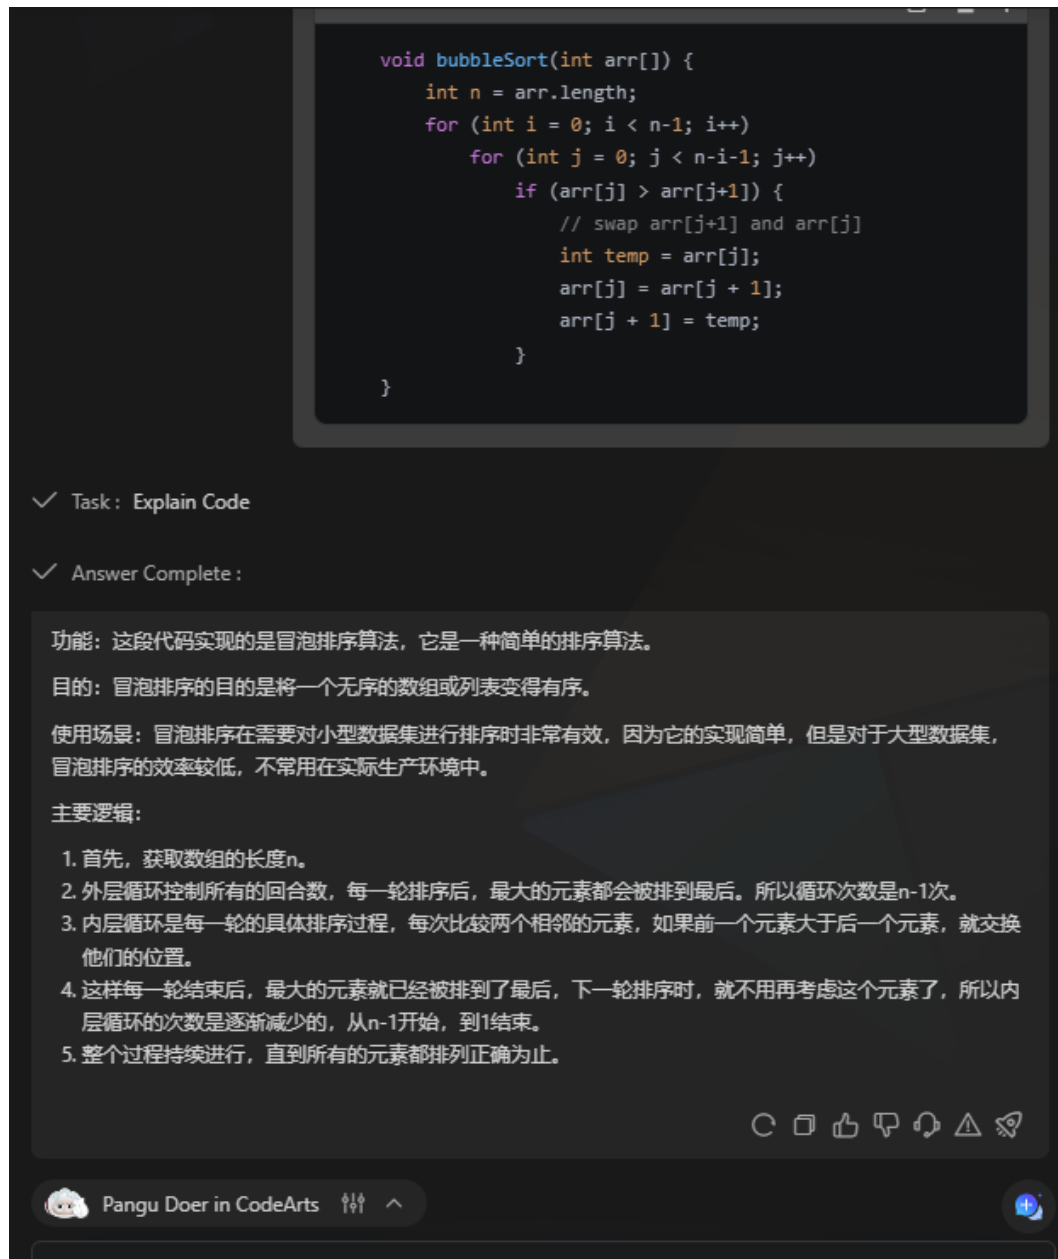 void bubbleSort(int arr[]) {
int n = arr.length;
for (int i = 0; i < n-1; i++)
for (int j = 0; j < n-i-1; j++)
if (arr[j] > arr[j+1]) {
// swap arr[j+1] and arr[j]
int temp = arr[j];
arr[j] = arr[j + 1];
arr[j + 1] = temp;
}
}
Task : Explain Code
Answer Complete :
功能：这段代码实现的是冒泡排序算法，它是一种简单的排序算法。
目的：冒泡排序的目的是将一个无序的数组或列表变得有序。
使用场景：冒泡排序在需要对小型数据集进行排序时非常有效，因为它的实现简单，但是对于大型数据集，
冒泡排序的效率较低，不常用在实际生产环境中。
主要逻辑：
1. 首先，获取数组的长度n。
2. 外层循环控制所有的回合数，每一轮排序后，最大的元素都会被排到最后。所以循环次数是n-1次。
3. 内层循环是每一轮的具体排序过程，每次比较两个相邻的元素，如果前一个元素大于后一个元素，就交换
他们的位置。
4. 这样每一轮结束后，最大的元素就已经被排到了最后，下一轮排序时，就不用再考虑这个元素了，所以内
层循环的次数是逐渐减少的，从n-1开始，到1结束。
5. 整个过程持续进行，直到所有的元素都排列正确为止。
Pangu Doer in CodeArts